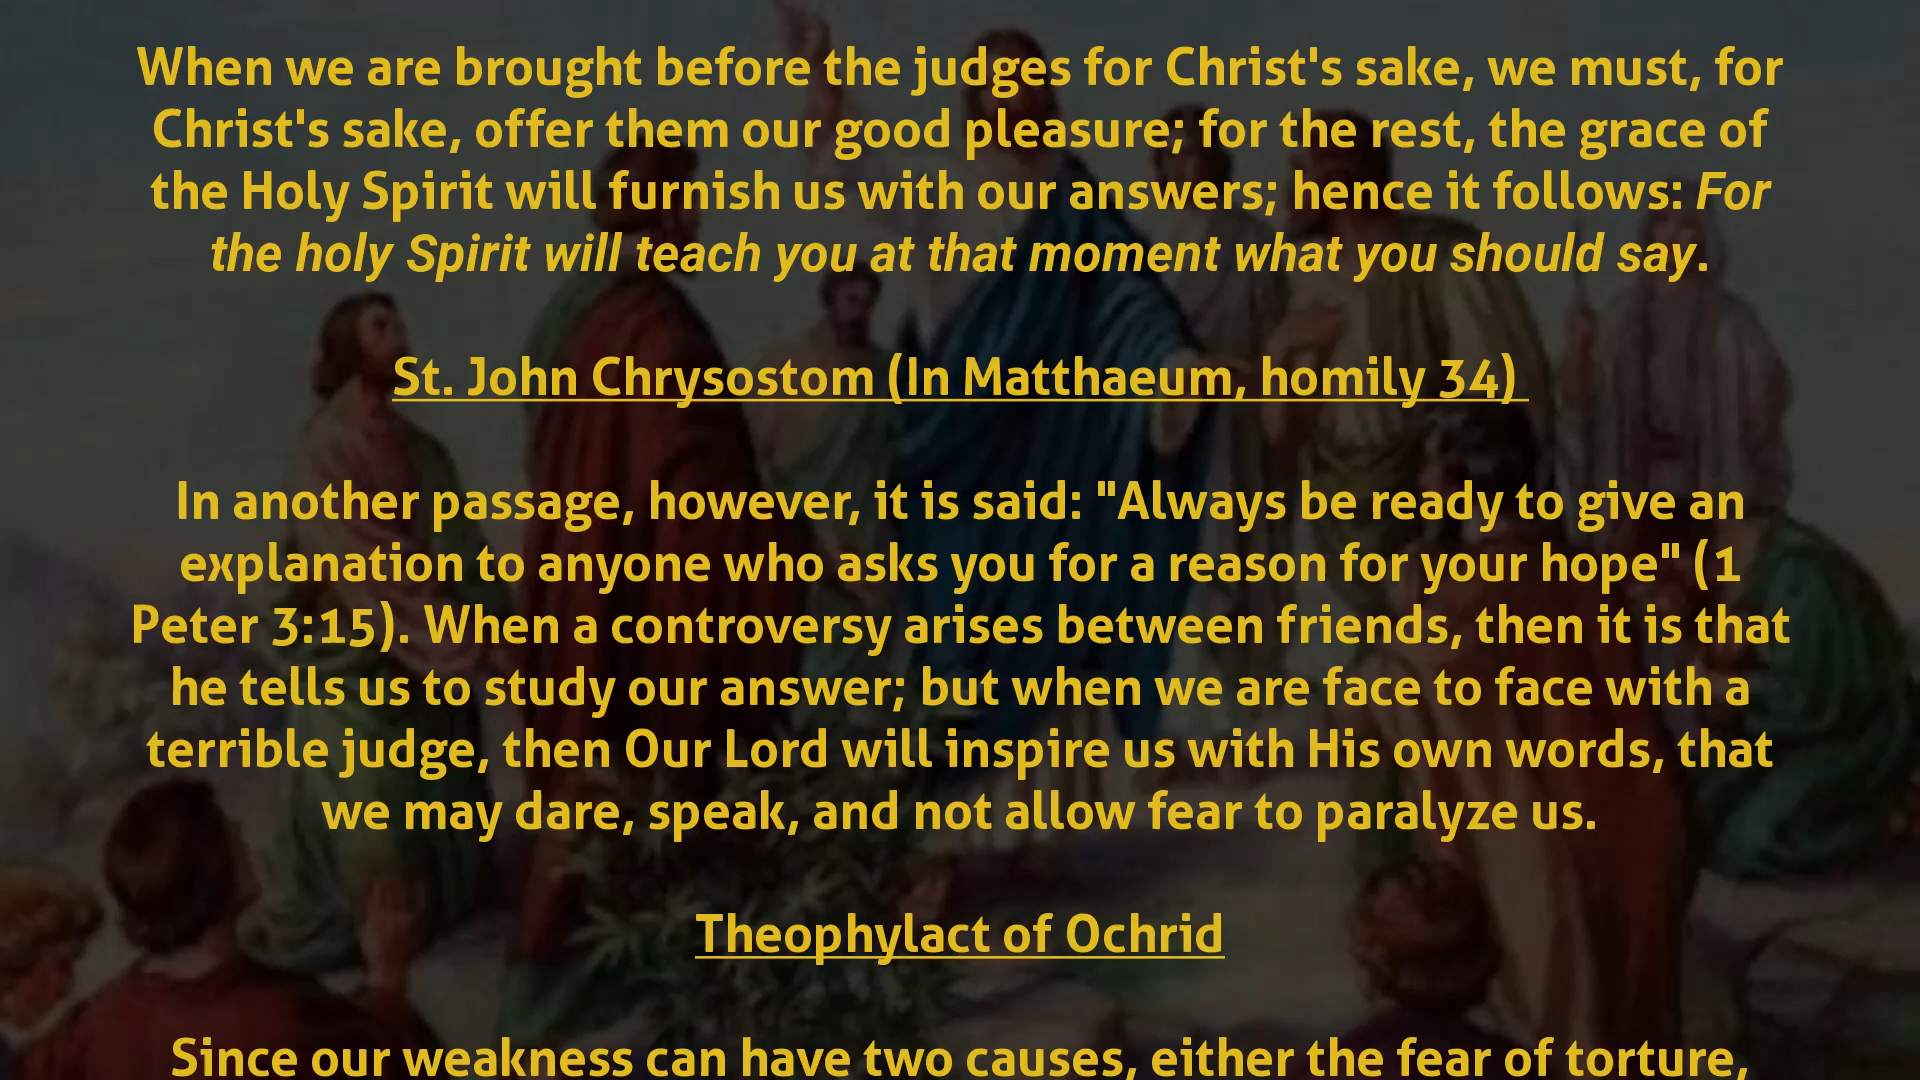 When we are brought before the judges for Christ's sake, we must, for
Christ's sake, offer them our good pleasure; for the rest, the grace of
the Holy Spirit will furnish us with our answers; hence it follows: For
the holy Spirit will teach you at that moment what you should say.
St. John Chrysostom (In Matthaeum, homily 34)
In another passage, however, it is said: "Always be ready to give an
explanation to anyone who asks you for a reason for your hope" (1
Peter 3:15). When a controversy arises between friends, then it is that
he tells us to study our answer; but when we are face to face with a
terrible judge, then Our Lord will inspire us with His own words, that
we may dare, speak, and not allow fear to paralyze us.
Theophylact of Ochrid
Since our weakness can have two causes, either the fear of torture,